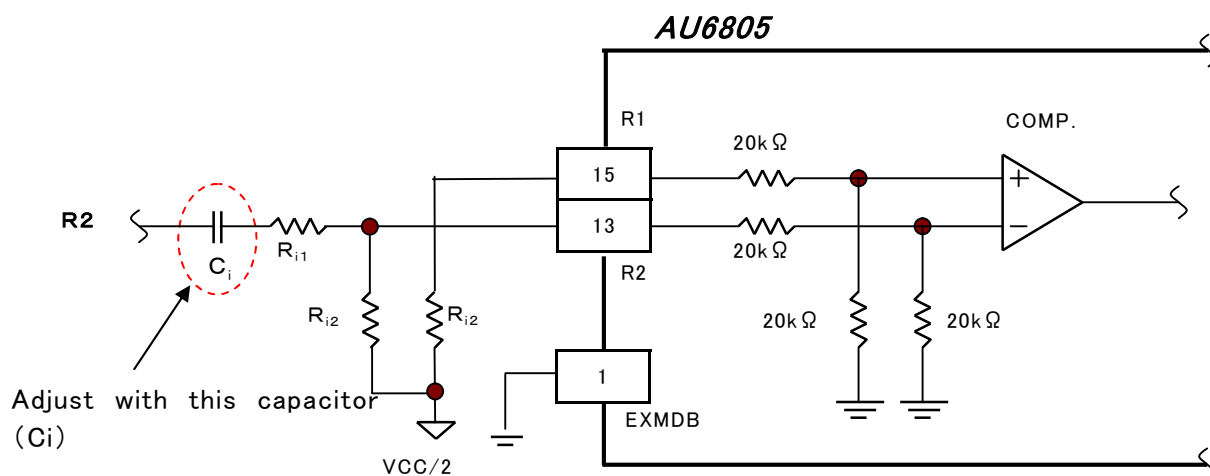 AU6805
R1
COMP.
20kΩ
15
+
R2
13
−
Ri1
Ci
20kΩ
R2
Ri2
Ri2
20kΩ
20kΩ
1
Adjust with this capacitor
(Ci)
EXMDB
VCC/2